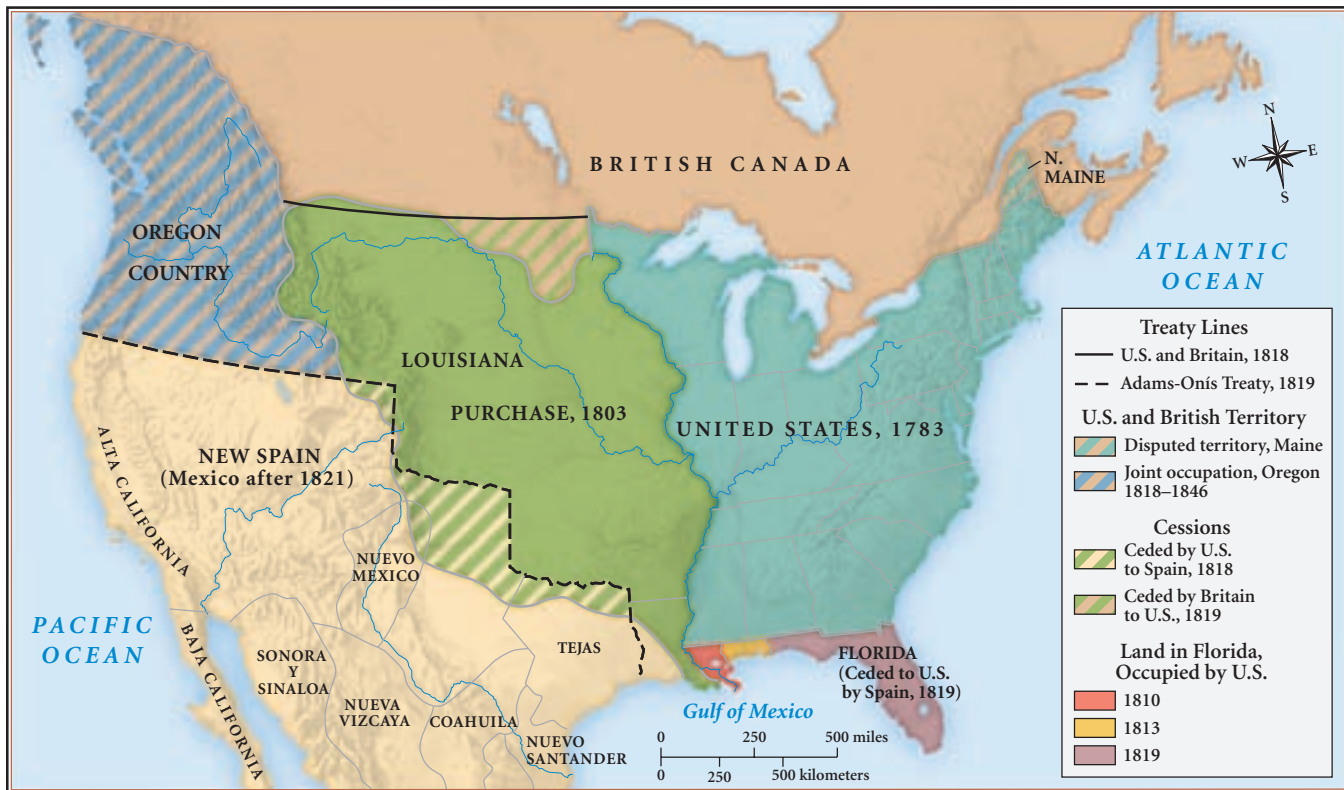 BRITISH CANADA
N.
MAINE
N
W
E
S
OREGON
COUNTRY
ATLANTIC
OCEAN
LOUISIANA
PURCHASE, 1803
UNITED STATES, 1783
NEW SPAIN
(Mexico after 1821)
ALTA CALIFORNIA
NUEVO
MEXICO
PACIFIC
OCEAN
BAJA CALIFORNIA
SONORA
Y
SINALOA
NUEVA
VIZCAYA
COAHUILA
TEJAS
NUEVO
SANTANDER
FLORIDA
(Ceded to U.S.
by Spain, 1819)
Gulf of Mexico
0 250 500 miles
0 250 500 kilometers
Treaty Lines
U.S. and Britain, 1818
Adams-Onís Treaty, 1819
U.S. and British Territory
Disputed territory, Maine
Joint occupation, Oregon
1818–1846
Cessions
Ceded by U.S.
to Spain, 1818
Ceded by Britain
to U.S., 1819
Land in Florida,
Occupied by U.S.
1810
1813
1819